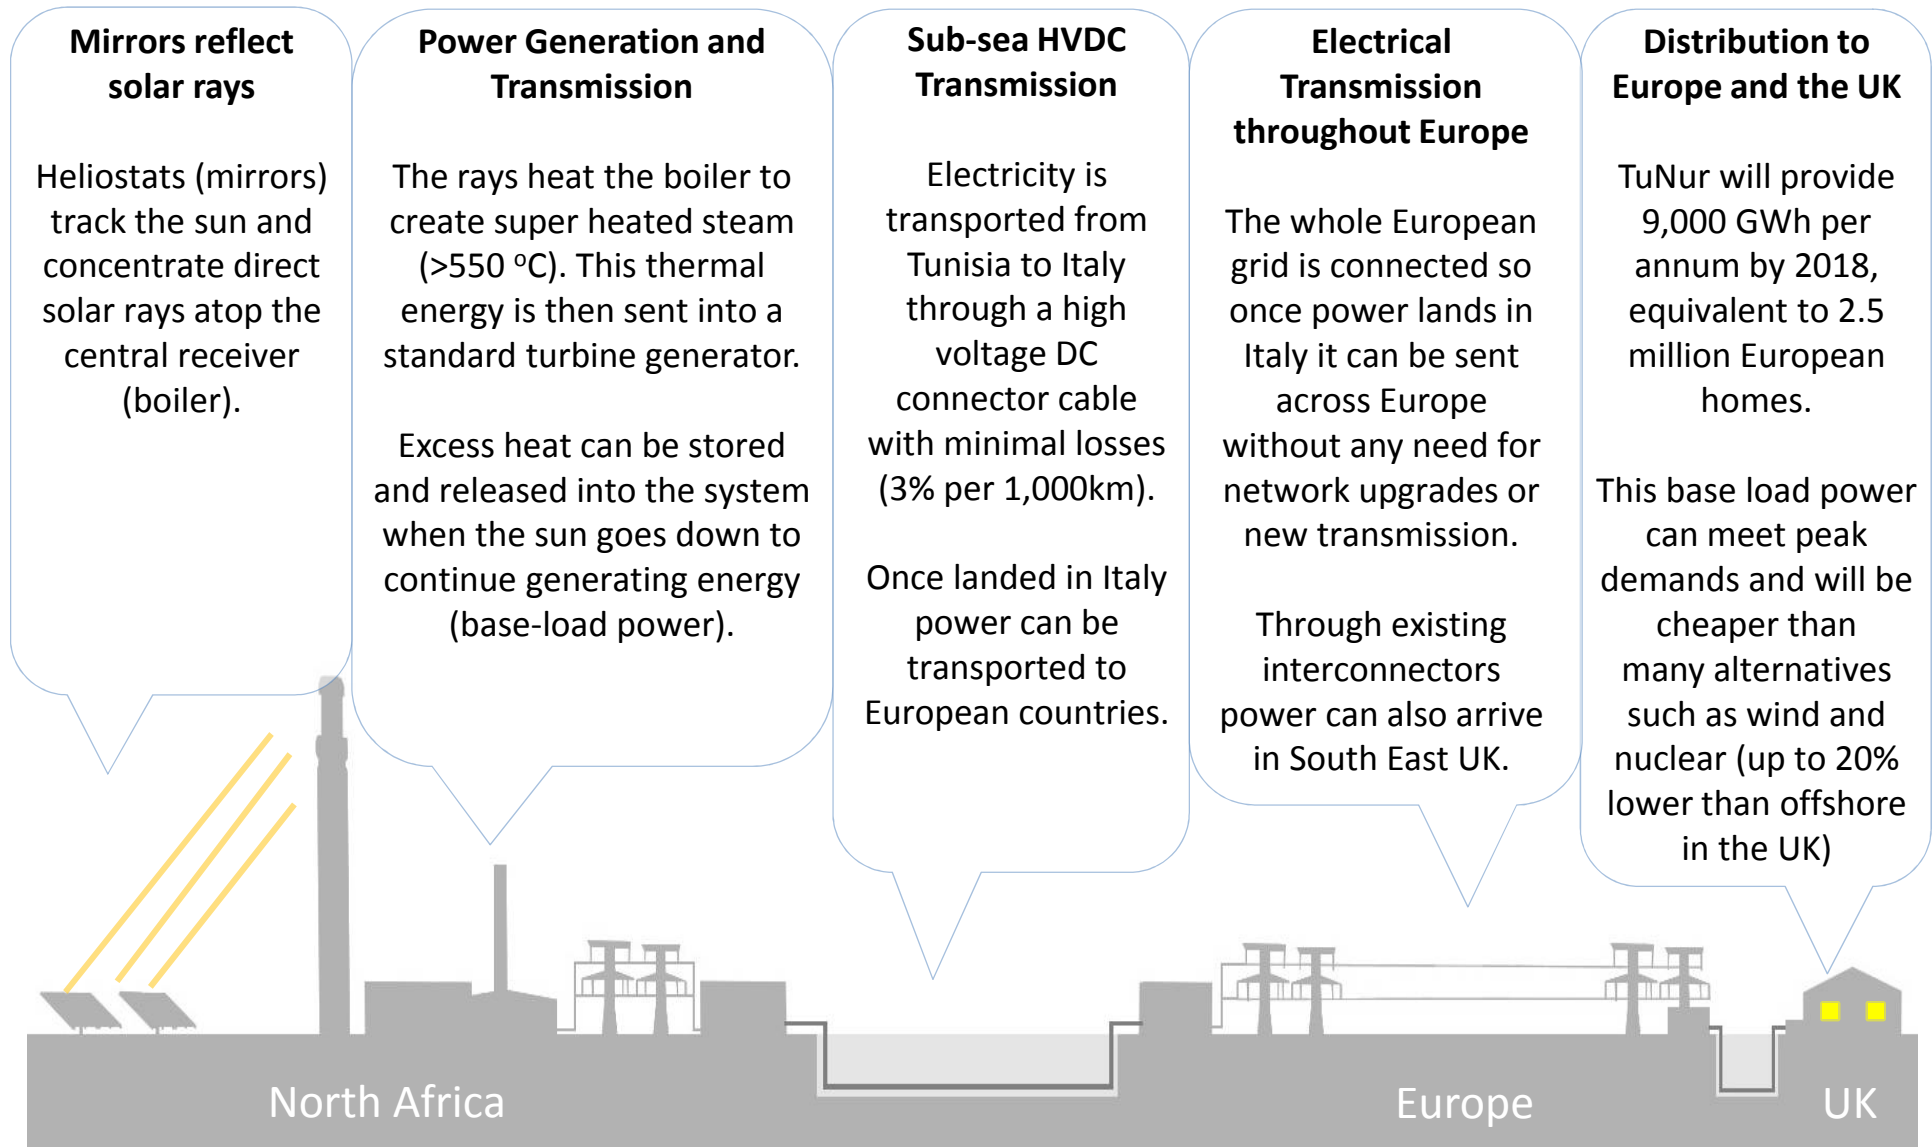 Mirrors reflect
solar rays
Heliostats (mirrors)
track the sun and
concentrate direct
solar rays atop the
central receiver
(boiler).
Power Generation and
Transmission
The rays heat the boiler to
create super heated steam
(>550 ºC). This thermal
energy is then sent into a
standard turbine generator.
Excess heat can be stored
and released into the system
when the sun goes down to
continue generating energy
(base-load power).
Sub-sea HVDC
Transmission
Electricity is
transported from
Tunisia to Italy
through a high
voltage DC
connector cable
with minimal losses
(3% per 1,000km).
Once landed in Italy
power can be
transported to
European countries.
Electrical
Transmission
throughout Europe
The whole European
grid is connected so
once power lands in
Italy it can be sent
across Europe
without any need for
network upgrades or
new transmission.
Through existing
interconnectors
power can also arrive
in South East UK.
Distribution to
Europe and the UK
TuNur will provide
9,000 GWh per
annum by 2018,
equivalent to 2.5
million European
homes.
This base load power
can meet peak
demands and will be
cheaper than
many alternatives
such as wind and
nuclear (up to 20%
lower than offshore
in the UK)
North Africa
Europe
UK